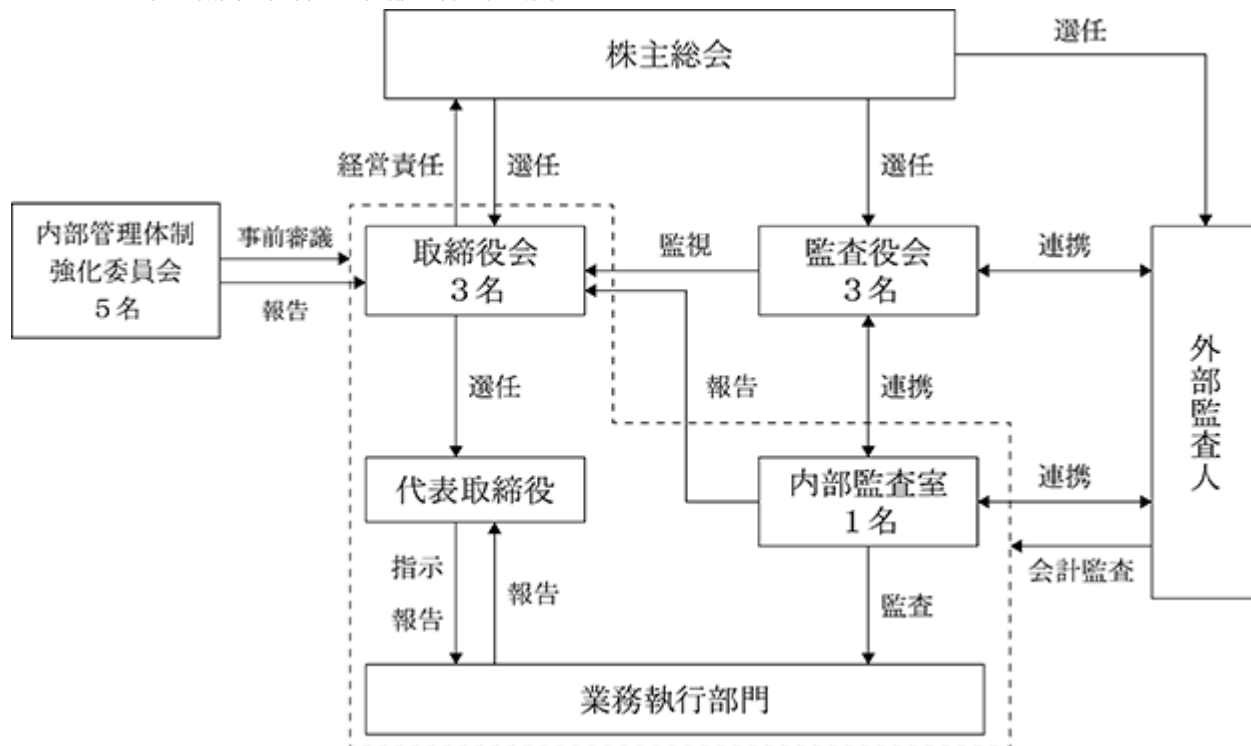 株主総会
選任
経営責任
選任
選任
内部管理体制
強化委員会
5名
事前審議
報告
取締役会
3名
監視
監査役会
3名
連携
外部監査人
選任
報告
連携
代表取締役
内部監査室
1名
連携
会計監査
指示
報告
報告
監査
業務執行部門